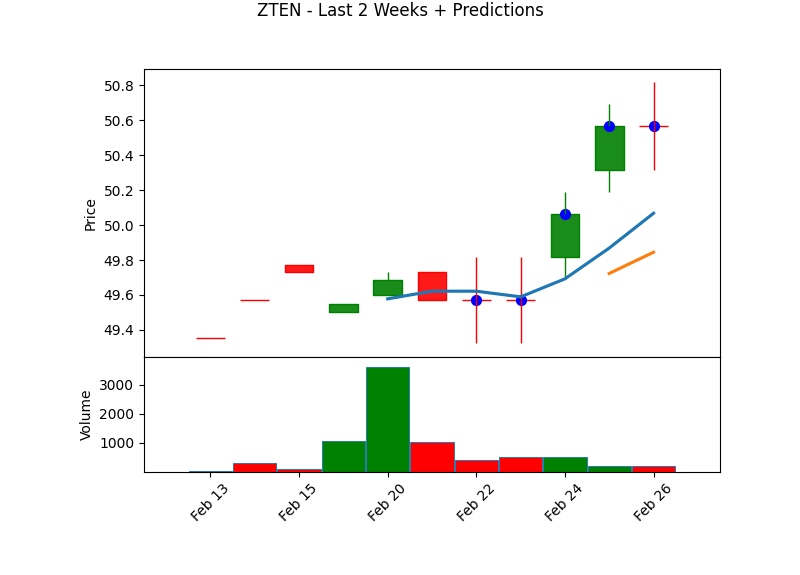 ZTEN - Last 2 Weeks + Predictions
Price
50.8
50.6
50.4
50.2
50.0
49.8
49.6
49.4
Volume
3000
2000
1000
Feb 13
Feb 15
Feb 20
Feb 22
Feb 24
Feb 26